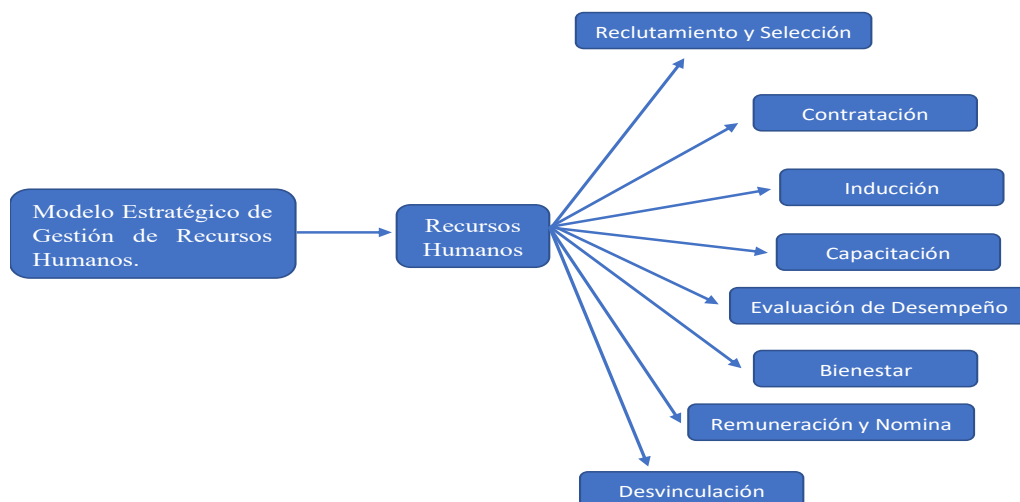 Reclutamiento y Selección
Contratación
Inducción
Modelo Estratégico de
Gestión de Recursos
Humanos.
Recursos
Humanos
Capacitación
Evaluación de Desempeño
Bienestar
Remuneración y Nomina
Desvinculación